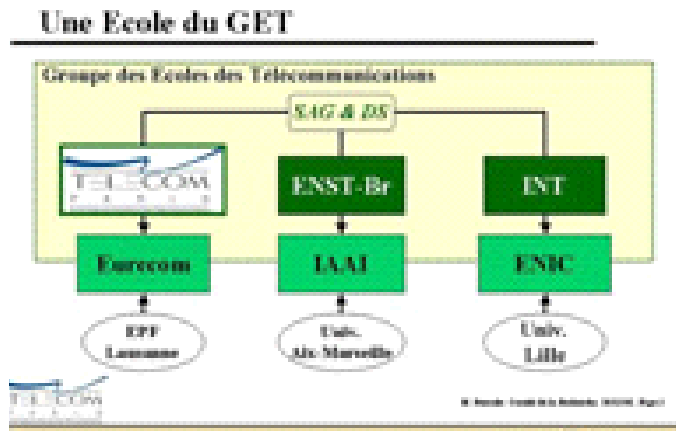 Une Ecole du GET
Groupe des Ecoles des Télécommunications
SAG & DS
TELECOM
PARIS
ENST-Br
INT
Eurecom
IAAI
ENIC
EPF
Lausanne
Univ.
Aix-Marseille
Univ.
Lille
TELECOM